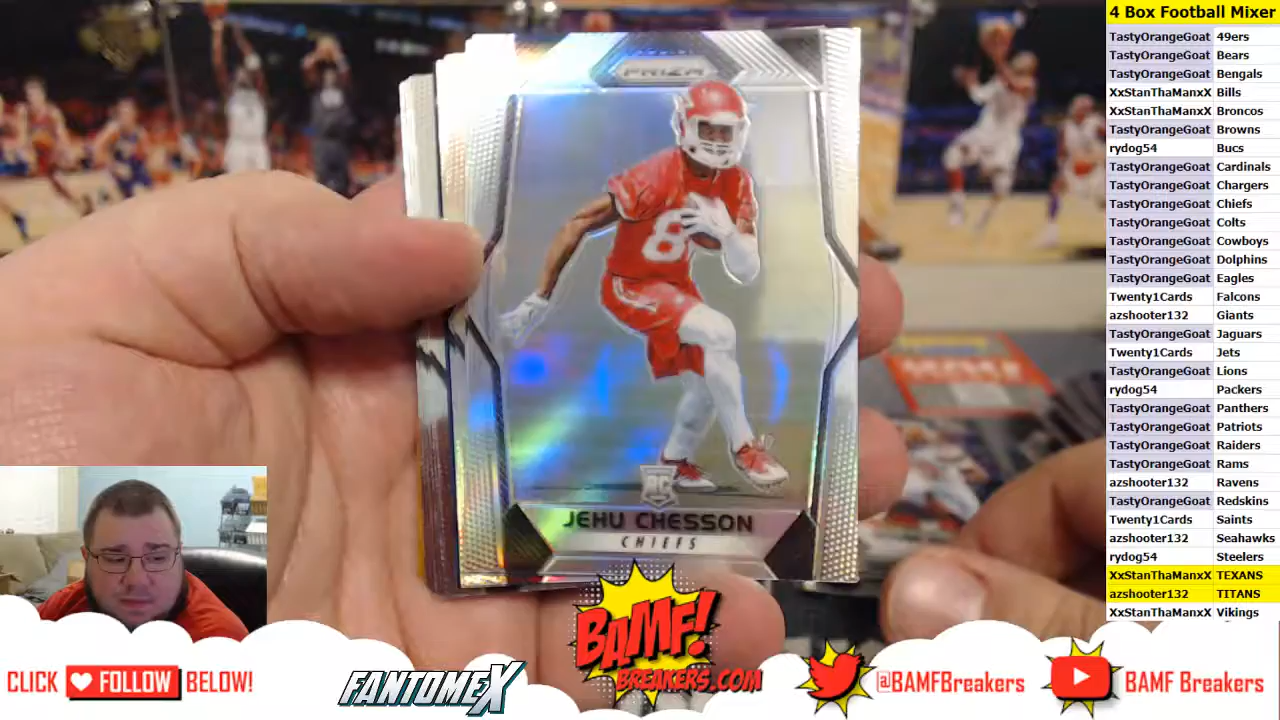 4 Box Football Mixer
TastyOrangeGoat 49ers
TastyOrangeGoat Bears
TastyOrangeGoat Bengals
XxStanThaManxX Bills
XxStanThaManxX Broncos
TastyOrangeGoat Browns
rydog54 Bucs
TastyOrangeGoat Cardinals
TastyOrangeGoat Chargers
TastyOrangeGoat Chiefs
TastyOrangeGoat Colts
TastyOrangeGoat Cowboys
TastyOrangeGoat Dolphins
TastyOrangeGoat Eagles
Twenty1Cards Falcons
azshooter132 Giants
TastyOrangeGoat Jaguars
Twenty1Cards Jets
TastyOrangeGoat Lions
rydog54 Packers
TastyOrangeGoat Panthers
TastyOrangeGoat Patriots
TastyOrangeGoat Raiders
TastyOrangeGoat Rams
azshooter132 Ravens
TastyOrangeGoat Redskins
Twenty1Cards Saints
azshooter132 Seahawks
rydog54 Steelers
XxStanThaManxX TEXANS
azshooter132 TITANS
XxStanThaManxX Vikings
PRIZM
8
RC
JEHU CHESSON
CHIEFS
CLICK FOLLOW BELOW!
FANTOMEX
BAMF!
BREAKERS.COM
@BAMFBreakers
BAMF Breakers